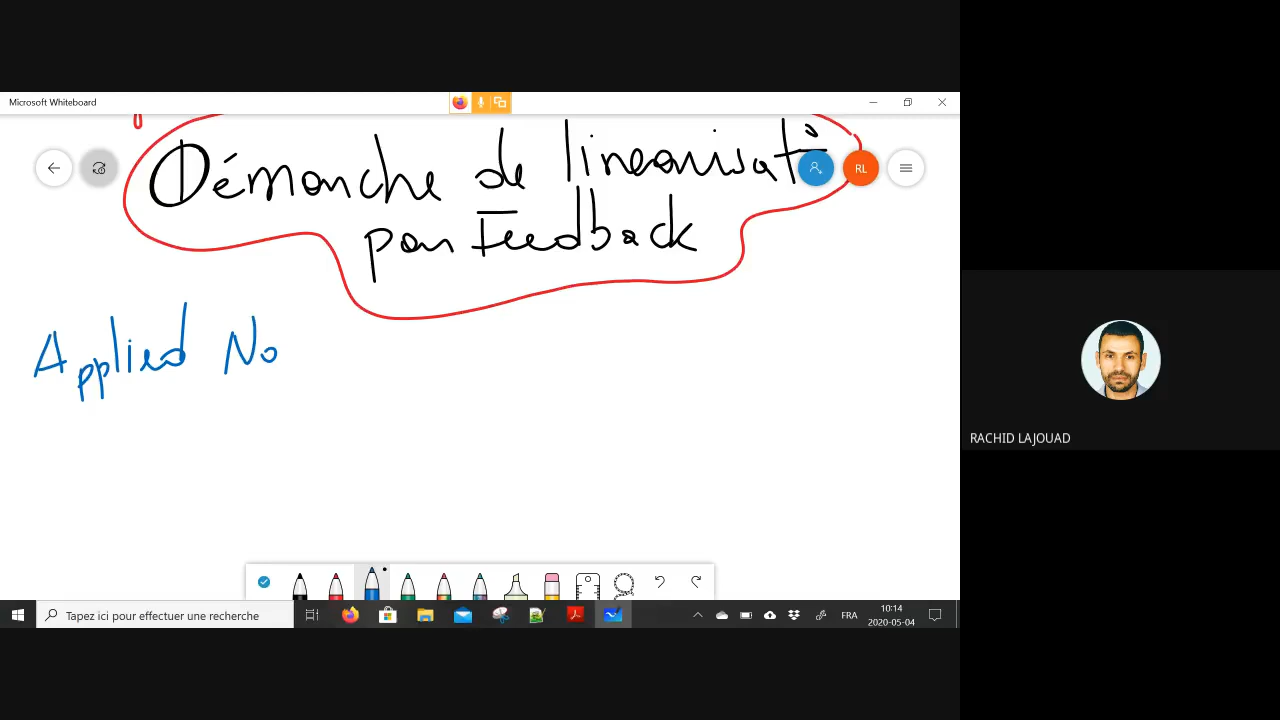 Microsoft Whiteboard
Démarche de linearisat°
RL
par Feedback
Applied No
RACHID LAJOUAD
Tapez ici pour effectuer une recherche
FRA
10:14
2020-05-04